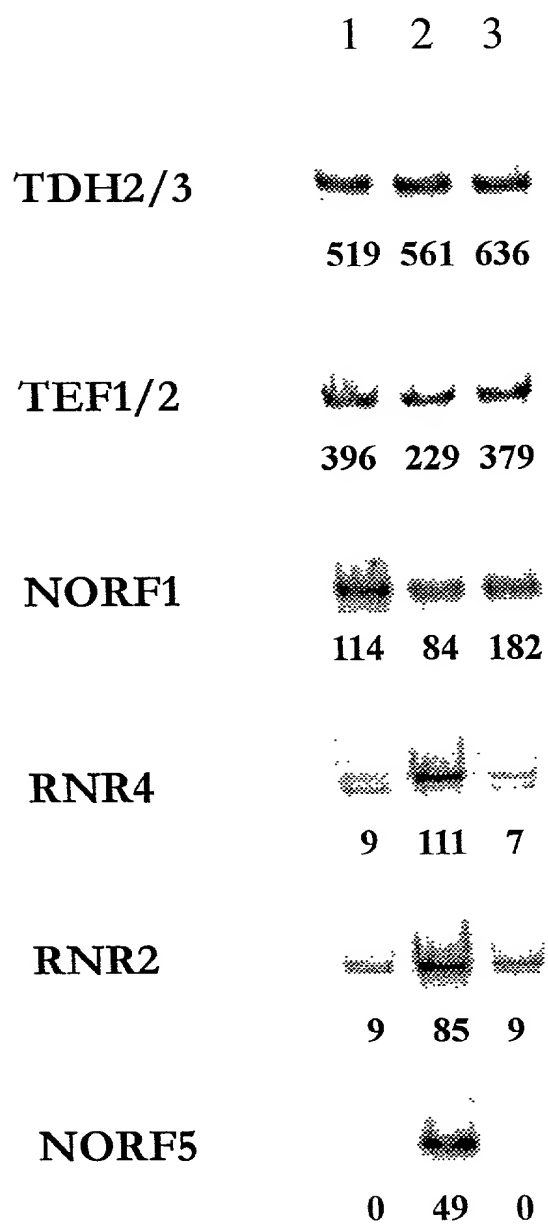 1 2 3
TDH2/3
519 561 636
TEF1/2
396 229 379
NORF1
114 84 182
RNR4
9 111 7
RNR2
9 85 9
NORF5
0 49 0